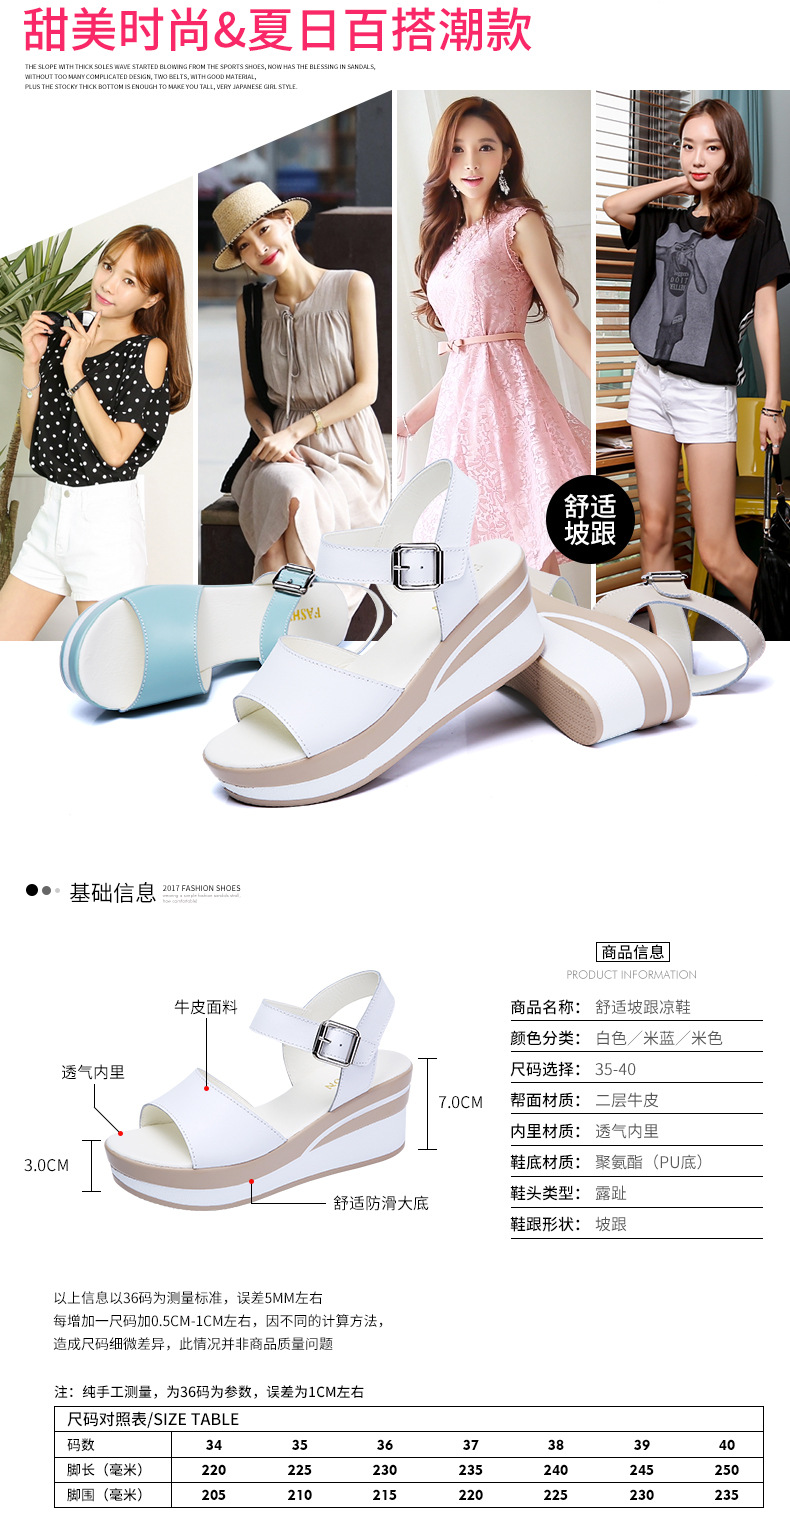 甜美时尚&夏日百搭潮款
THE SLOPE WITH THICK SOLES WAVE STARTED BLOWING FROM THE SPORTS SHOES, NOW HAS THE BLESSING IN SANDALS,
WITHOUT TOO MANY COMPLICATED DESIGN, TWO BELTS, WITH GOOD MATERIAL,
PLUS THE STOCKY THICK BOTTOM IS ENOUGH TO MAKE YOU TALL, VERY JAPANESE GIRL STYLE.
舒适
坡跟
基础信息
2017 FASHION SHOES
商品信息
PRODUCT INFORMATION
牛皮面料
透气内里
7.0CM
3.0CM
舒适防滑大底
商品名称： 舒适坡跟凉鞋
颜色分类： 白色／米蓝／米色
尺码选择： 35-40
帮面材质： 二层牛皮
内里材质： 透气内里
鞋底材质： 聚氨酯（PU底）
鞋头类型： 露趾
鞋跟形状： 坡跟
以上信息以36码为测量标准，误差5MM左右
每增加一尺码加0.5CM-1CM左右，因不同的计算方法，
造成尺码细微差异，此情况并非商品质量问题
注：纯手工测量，为36码为参数，误差为1CM左右
尺码对照表/SIZE TABLE
码数 34 35 36 37 38 39 40
脚长（毫米） 220 225 230 235 240 245 250
脚围（毫米） 205 210 215 220 225 230 235